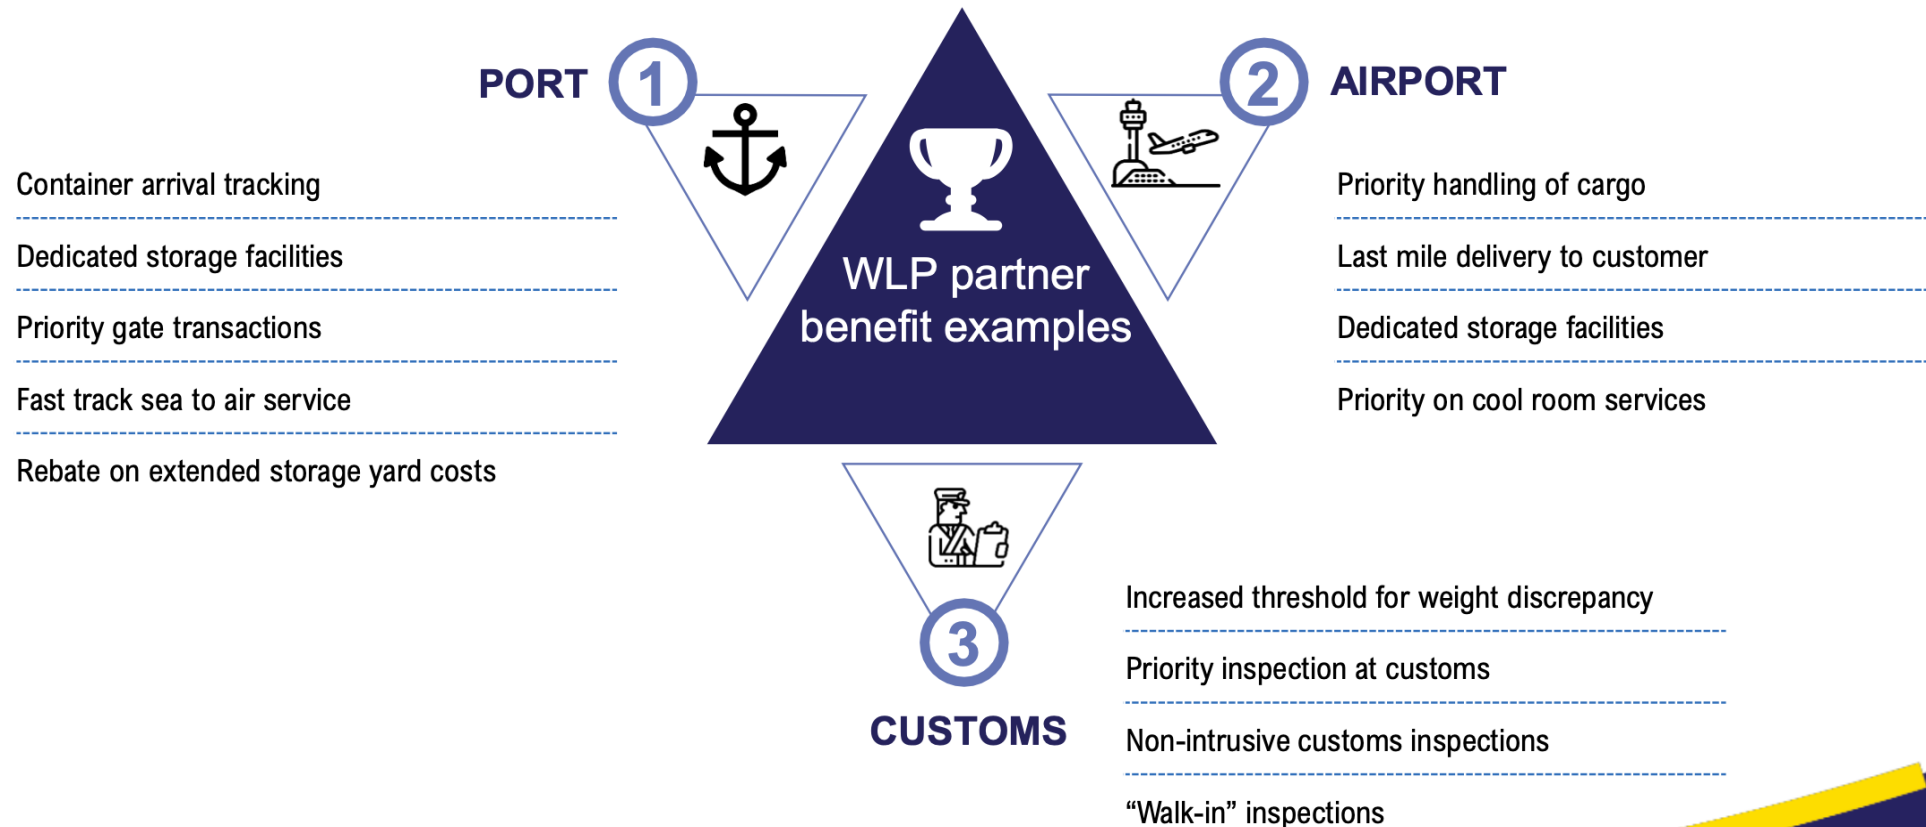 PORT
1
Container arrival tracking
Dedicated storage facilities
Priority gate transactions
Fast track sea to air service
Rebate on extended storage yard costs
WLP partner
benefit examples
2
AIRPORT
Priority handling of cargo
Last mile delivery to customer
Dedicated storage facilities
Priority on cool room services
3
CUSTOMS
Increased threshold for weight discrepancy
Priority inspection at customs
Non-intrusive customs inspections
“Walk-in” inspections